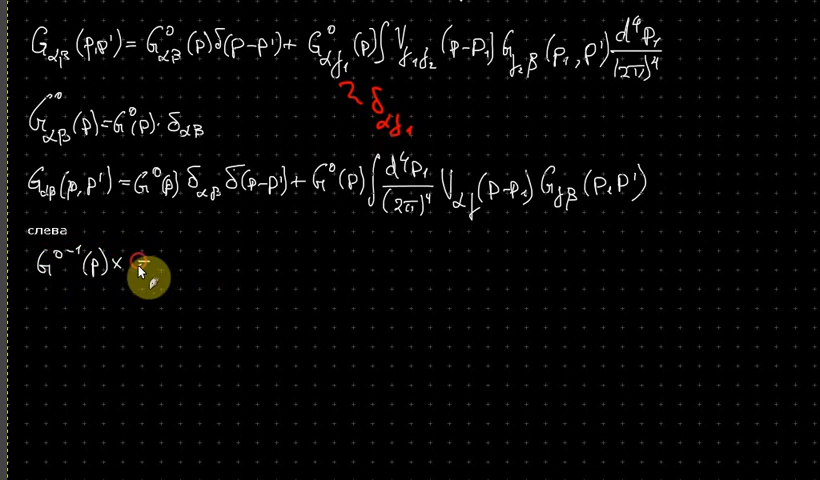 G_{αβ}(p,p') = G^0_{αβ}(p) δ(p-p') + G^0_{αγ_1}(p) ∫ V_{γ_1γ_2}(p-p_1) G_{γ_2β}(p_1,p') d^4p_1/(2π)^4
~ δ_{αγ_1}
G^0_{αβ}(p) = G^0(p)·δ_{αβ}
G_{αβ}(p,p') = G^0(p) δ_{αβ} δ(p-p') + G^0(p) ∫ d^4p_1/(2π)^4 V_{αγ}(p-p_1) G_{γβ}(p_1 p')
слева
G^{0-1}(p) ×